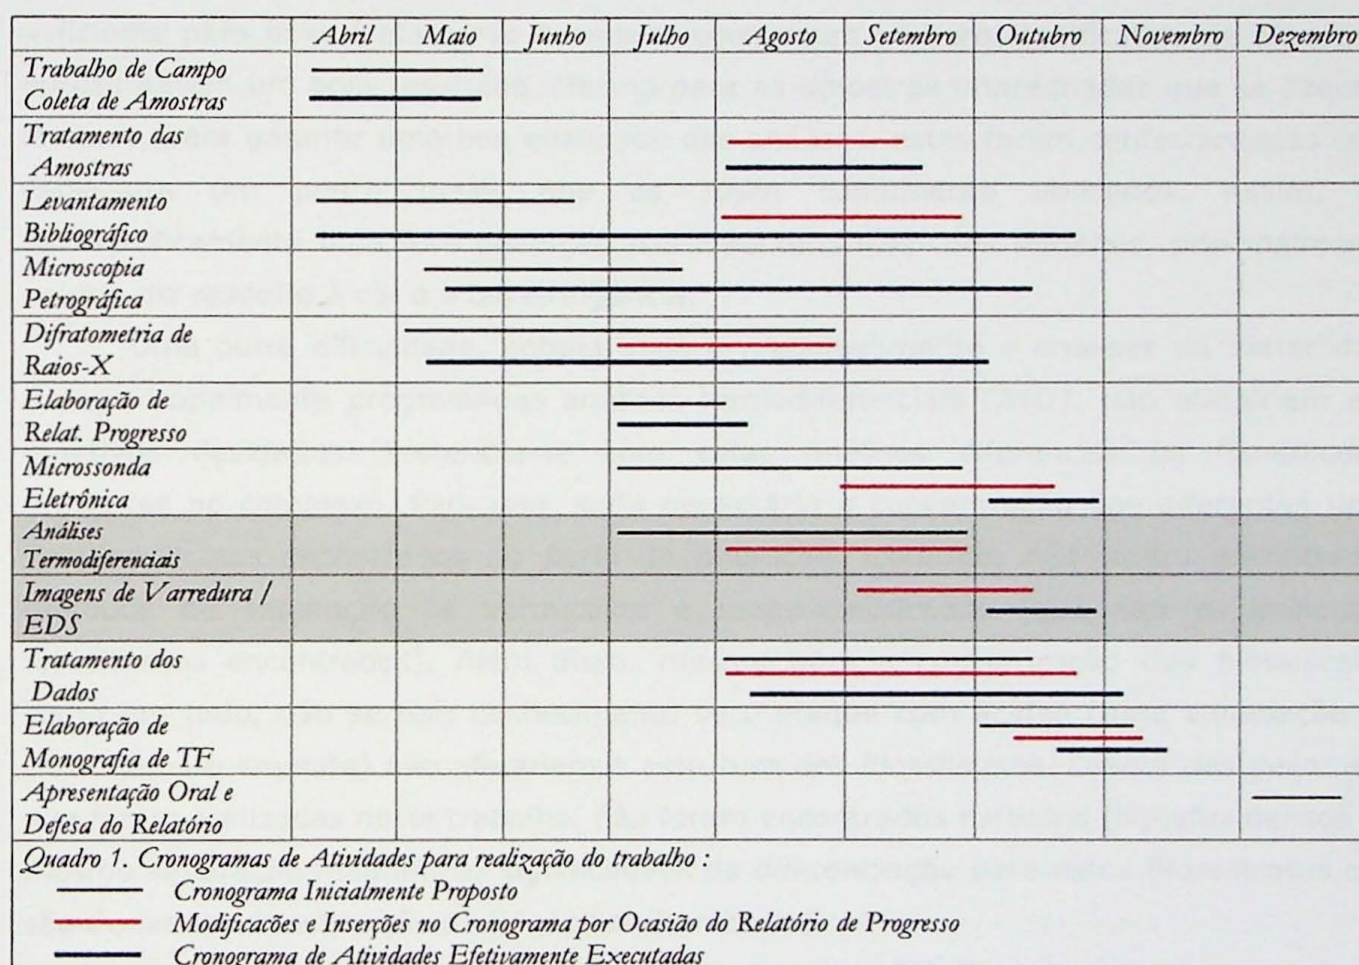 Abril Maio Junho Julho Agosto Setembro Outubro Novembro Dezembro
Trabalho de Campo
Coleta de Amostras
Tratamento das
Amostras
Levantamento
Bibliográfico
Microscopia
Petrográfica
Difratometria de
Raios-X
Elaboração de
Relat. Progresso
Microssonda
Eletrônica
Análises
Termodiferenciais
Imagens de Varredura /
EDS
Tratamento dos
Dados
Elaboração de
Monografia de TF
Apresentação Oral e
Defesa do Relatório
Quadro 1. Cronogramas de Atividades para realização do trabalho :
Cronograma Inicialmente Proposto
Modificacões e Inserções no Cronograma por Ocasião do Relatório de Progresso
Cronograma de Atividades Efetivamente Executadas